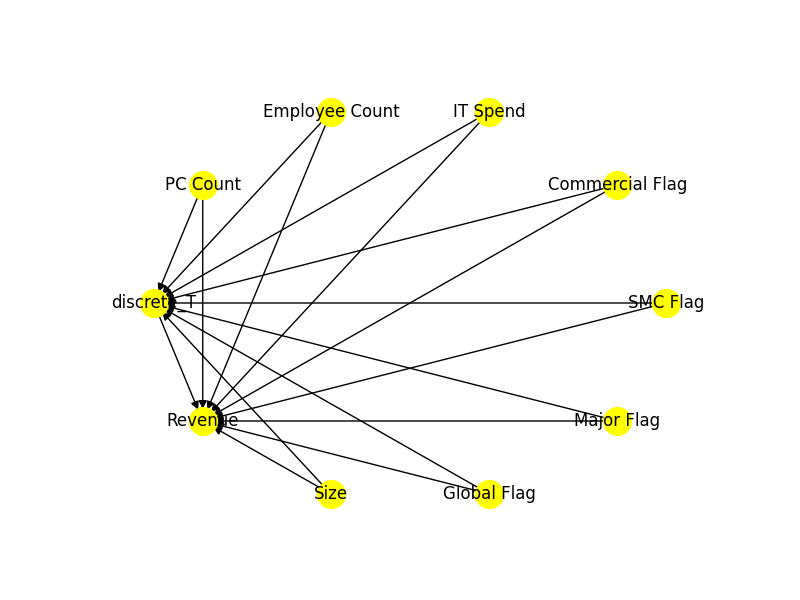 Employee Count
IT Spend
PC Count
Commercial Flag
discrete_T
SMC Flag
Revenue
Major Flag
Size
Global Flag